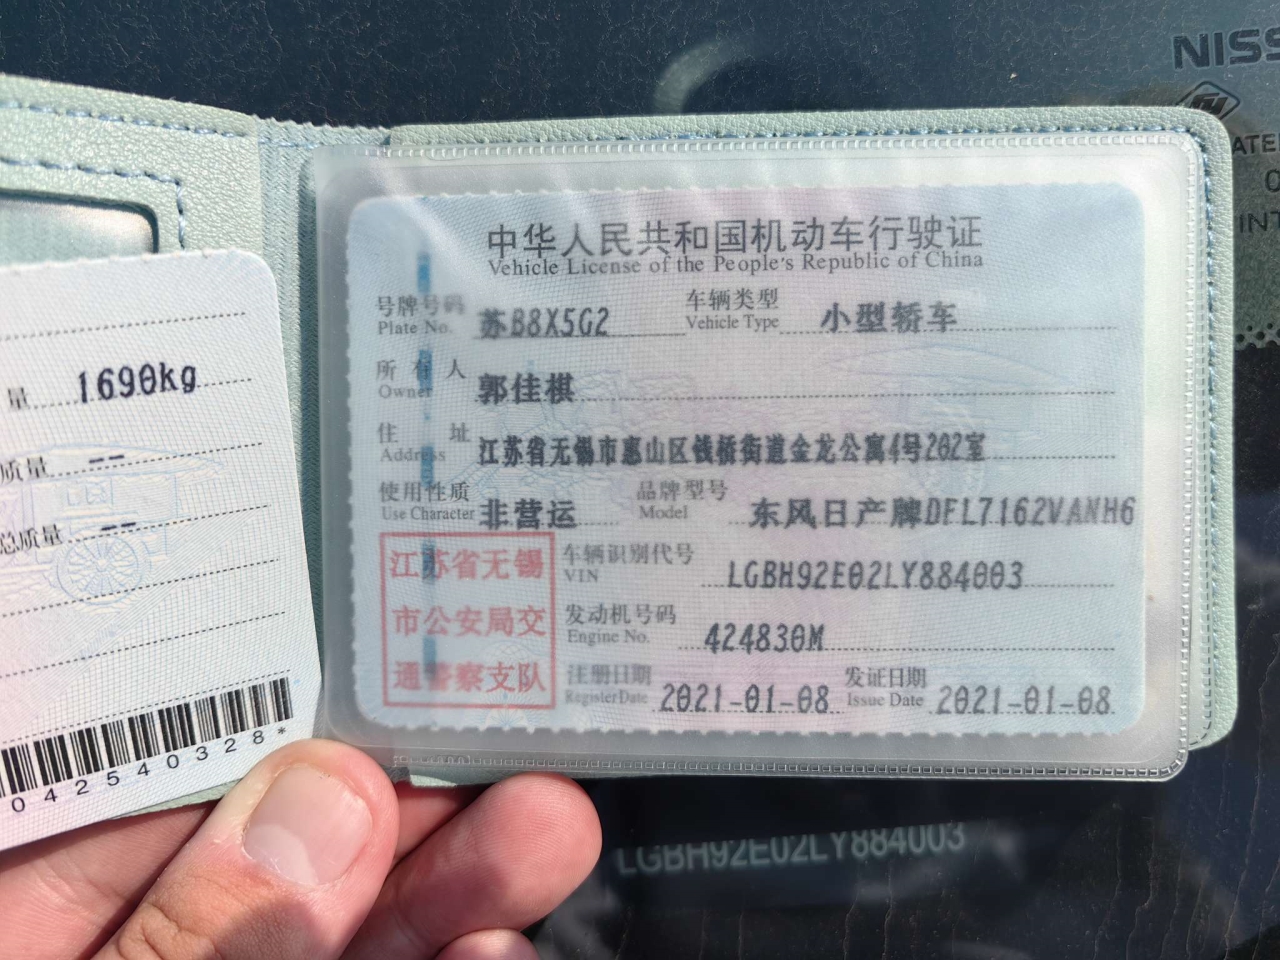 NISS
中华人民共和国机动车行驶证
Vehicle License of the People's Republic of China
号牌号码 苏B8X5G2 车辆类型 小型轿车
Plate No. Vehicle Type
所有人 郭佳棋
Owner
住址 江苏省无锡市惠山区钱桥街道金龙公寓4号202室
Address
使用性质 非营运 品牌型号 东风日产牌DFL7162VANH6
Use Character Model
江苏省无锡
市公安局交
通警察支队
车辆识别代号 LGBH92E02LY884003
VIN
发动机号码 424830M
Engine No.
注册日期 2021-01-08 发证日期 2021-01-08
Register Date Issue Date
量 1690kg
质量 --
总质量 --
042540328*
LGBH92E02LY884003